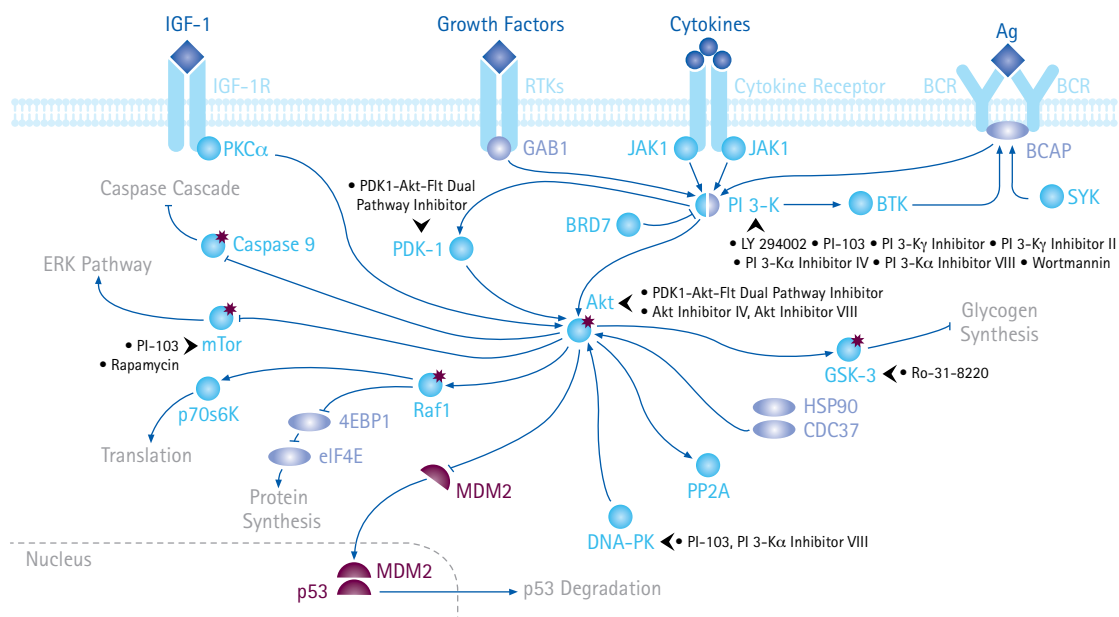 IGF-1
Growth Factors
Cytokines
Ag
IGF-1R
RTKs
Cytokine Receptor
BCR
BCR
PKCα
GAB1
JAK1
JAK1
BCAP
Caspase Cascade
• PDK1-Akt-Flt Dual
Pathway Inhibitor
PI 3-K
BTK
SYK
BRD7
Caspase 9
PDK-1
• LY 294002 • PI-103 • PI 3-Kγ Inhibitor • PI 3-Kγ Inhibitor II
• PI 3-Kα Inhibitor IV • PI 3-Kα Inhibitor VIII • Wortmannin
ERK Pathway
Akt
• PDK1-Akt-Flt Dual Pathway Inhibitor
• Akt Inhibitor IV, Akt Inhibitor VIII
Glycogen
Synthesis
• PI-103
mTor
• Rapamycin
GSK-3
• Ro-31-8220
p70s6K
Raf1
4EBP1
HSP90
CDC37
Translation
eIF4E
MDM2
PP2A
Protein
Synthesis
DNA-PK
• PI-103, PI 3-Kα Inhibitor VIII
Nucleus
MDM2
p53
p53 Degradation